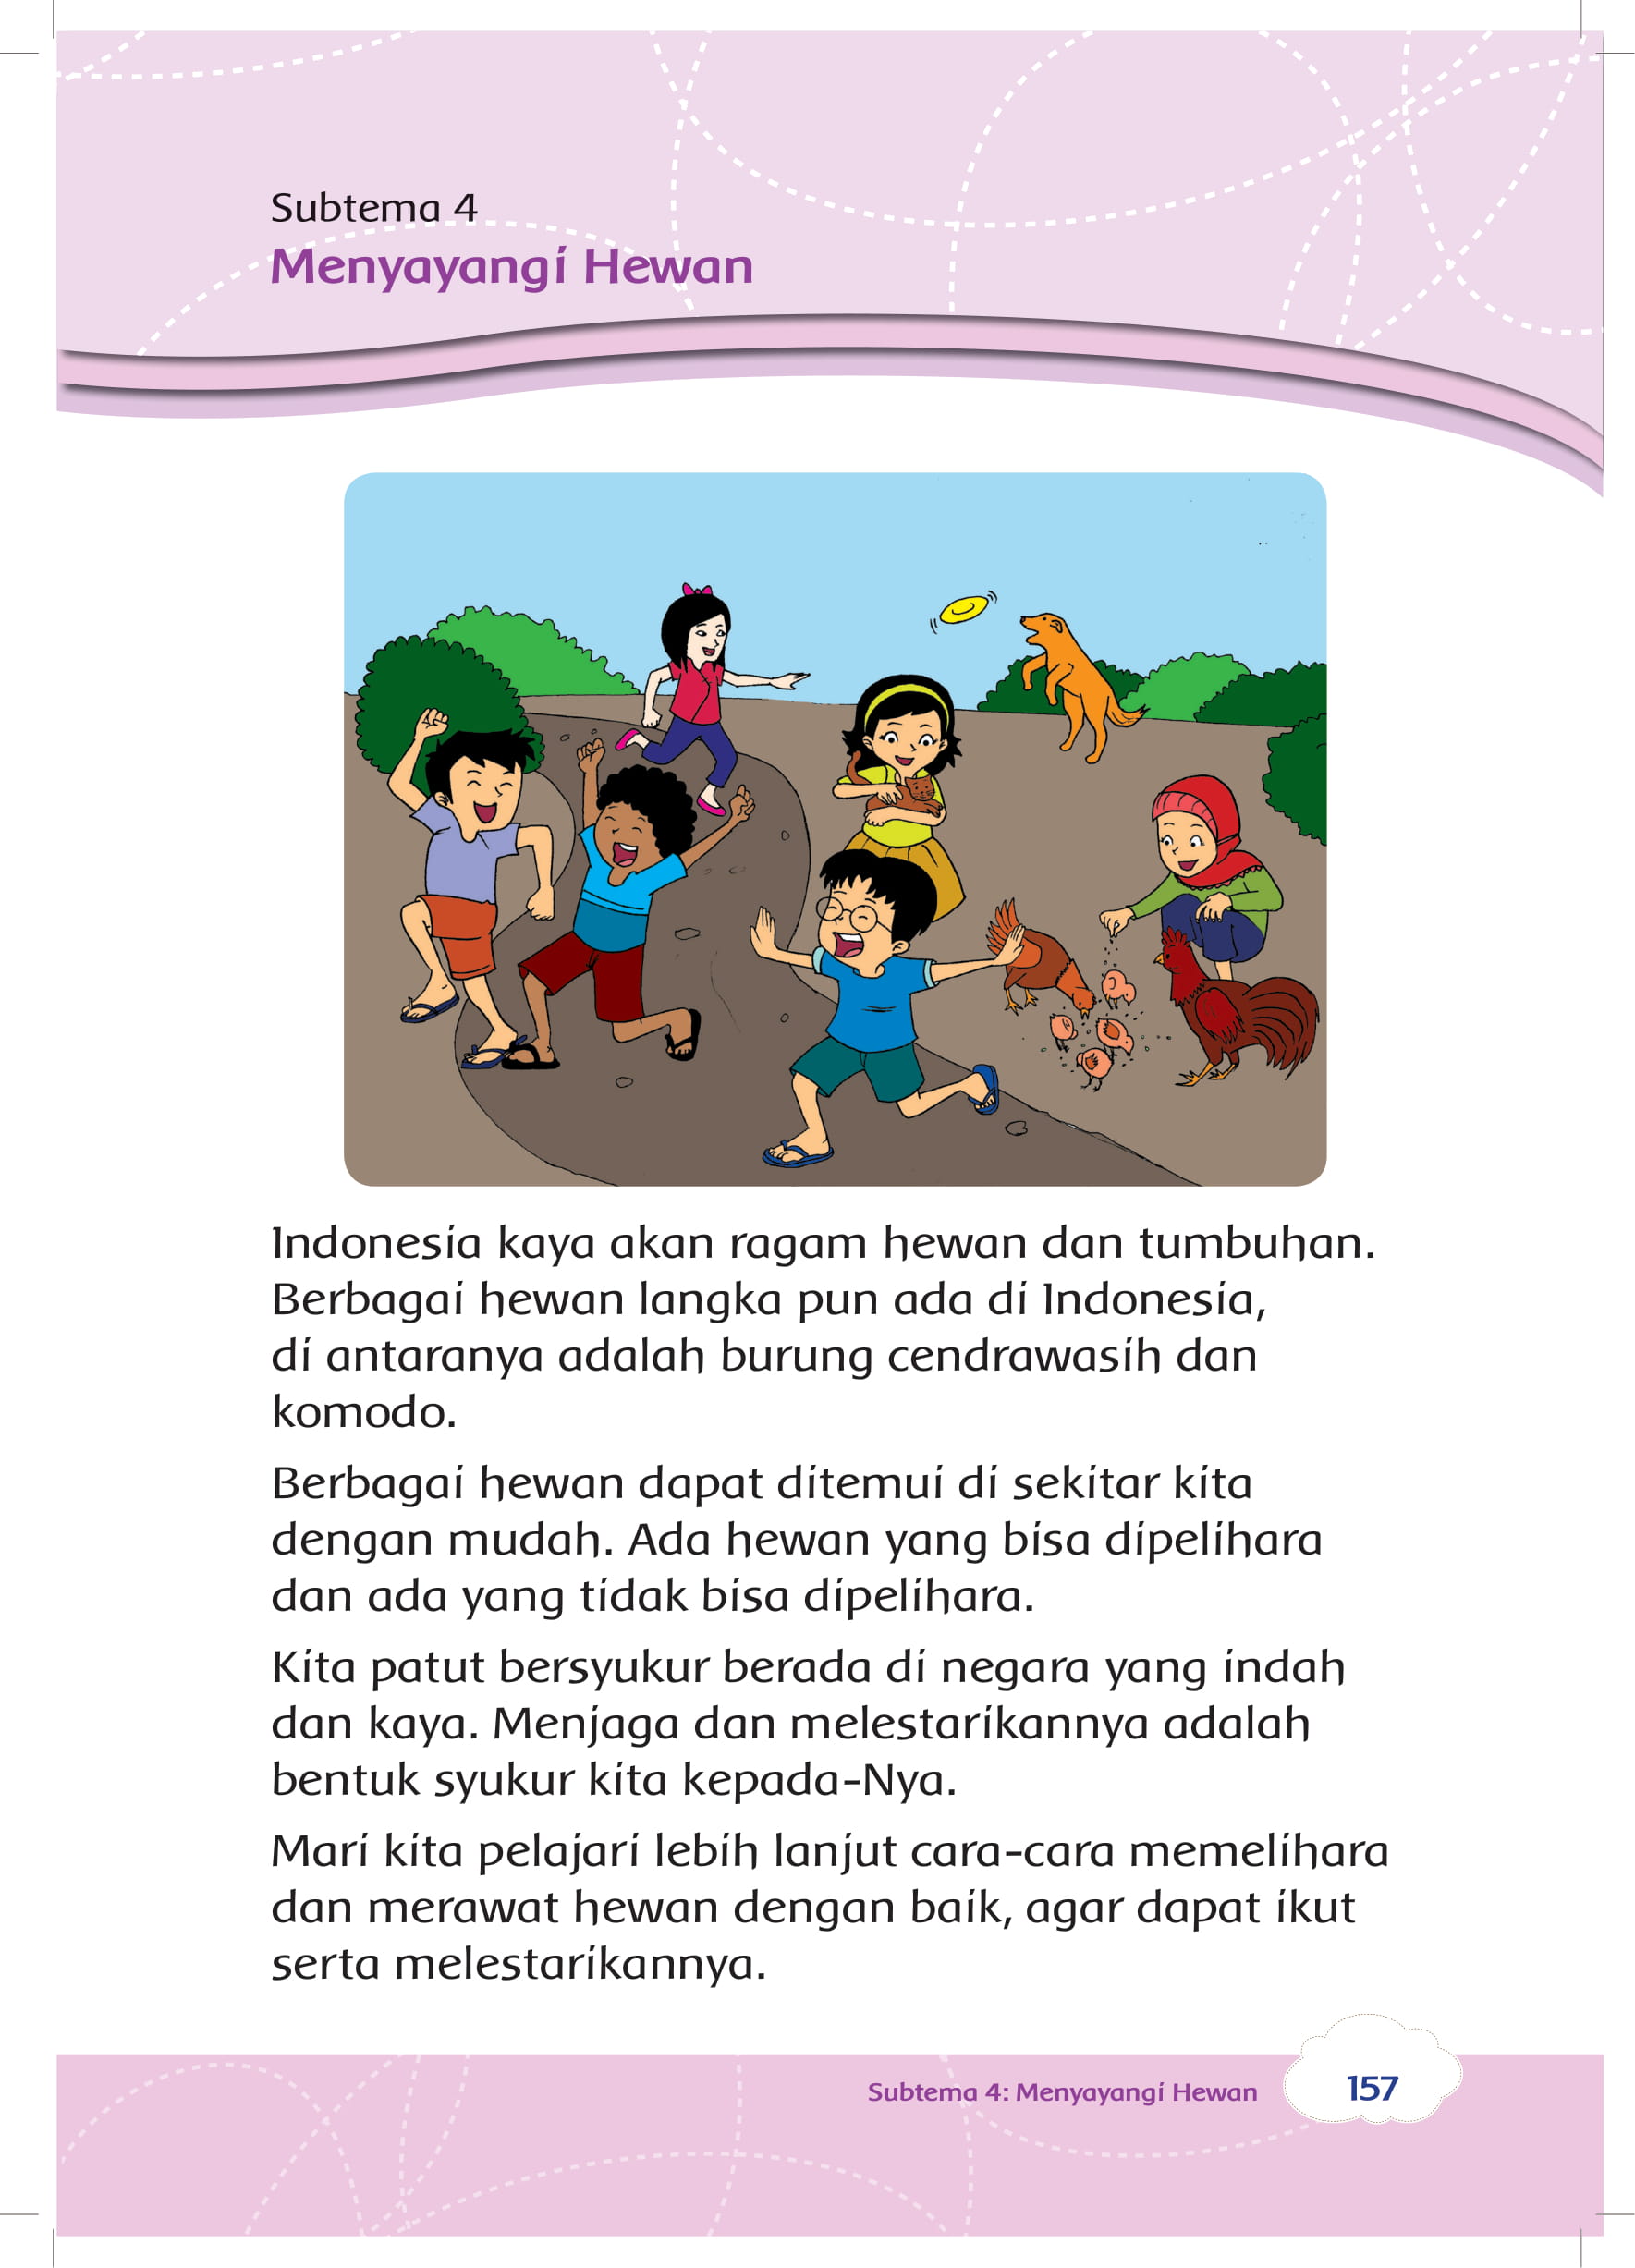 Subtema 4
Menyayangi Hewan
Indonesia kaya akan ragam hewan dan tumbuhan.
Berbagai hewan langka pun ada di Indonesia,
di antaranya adalah burung cendrawasih dan
komodo.
Berbagai hewan dapat ditemui di sekitar kita
dengan mudah. Ada hewan yang bisa dipelihara
dan ada yang tidak bisa dipelihara.
Kita patut bersyukur berada di negara yang indah
dan kaya. Menjaga dan melestarikannya adalah
bentuk syukur kita kepada-Nya.
Mari kita pelajari lebih lanjut cara-cara memelihara
dan merawat hewan dengan baik, agar dapat ikut
serta melestarikannya.
Subtema 4: Menyayangi Hewan
157